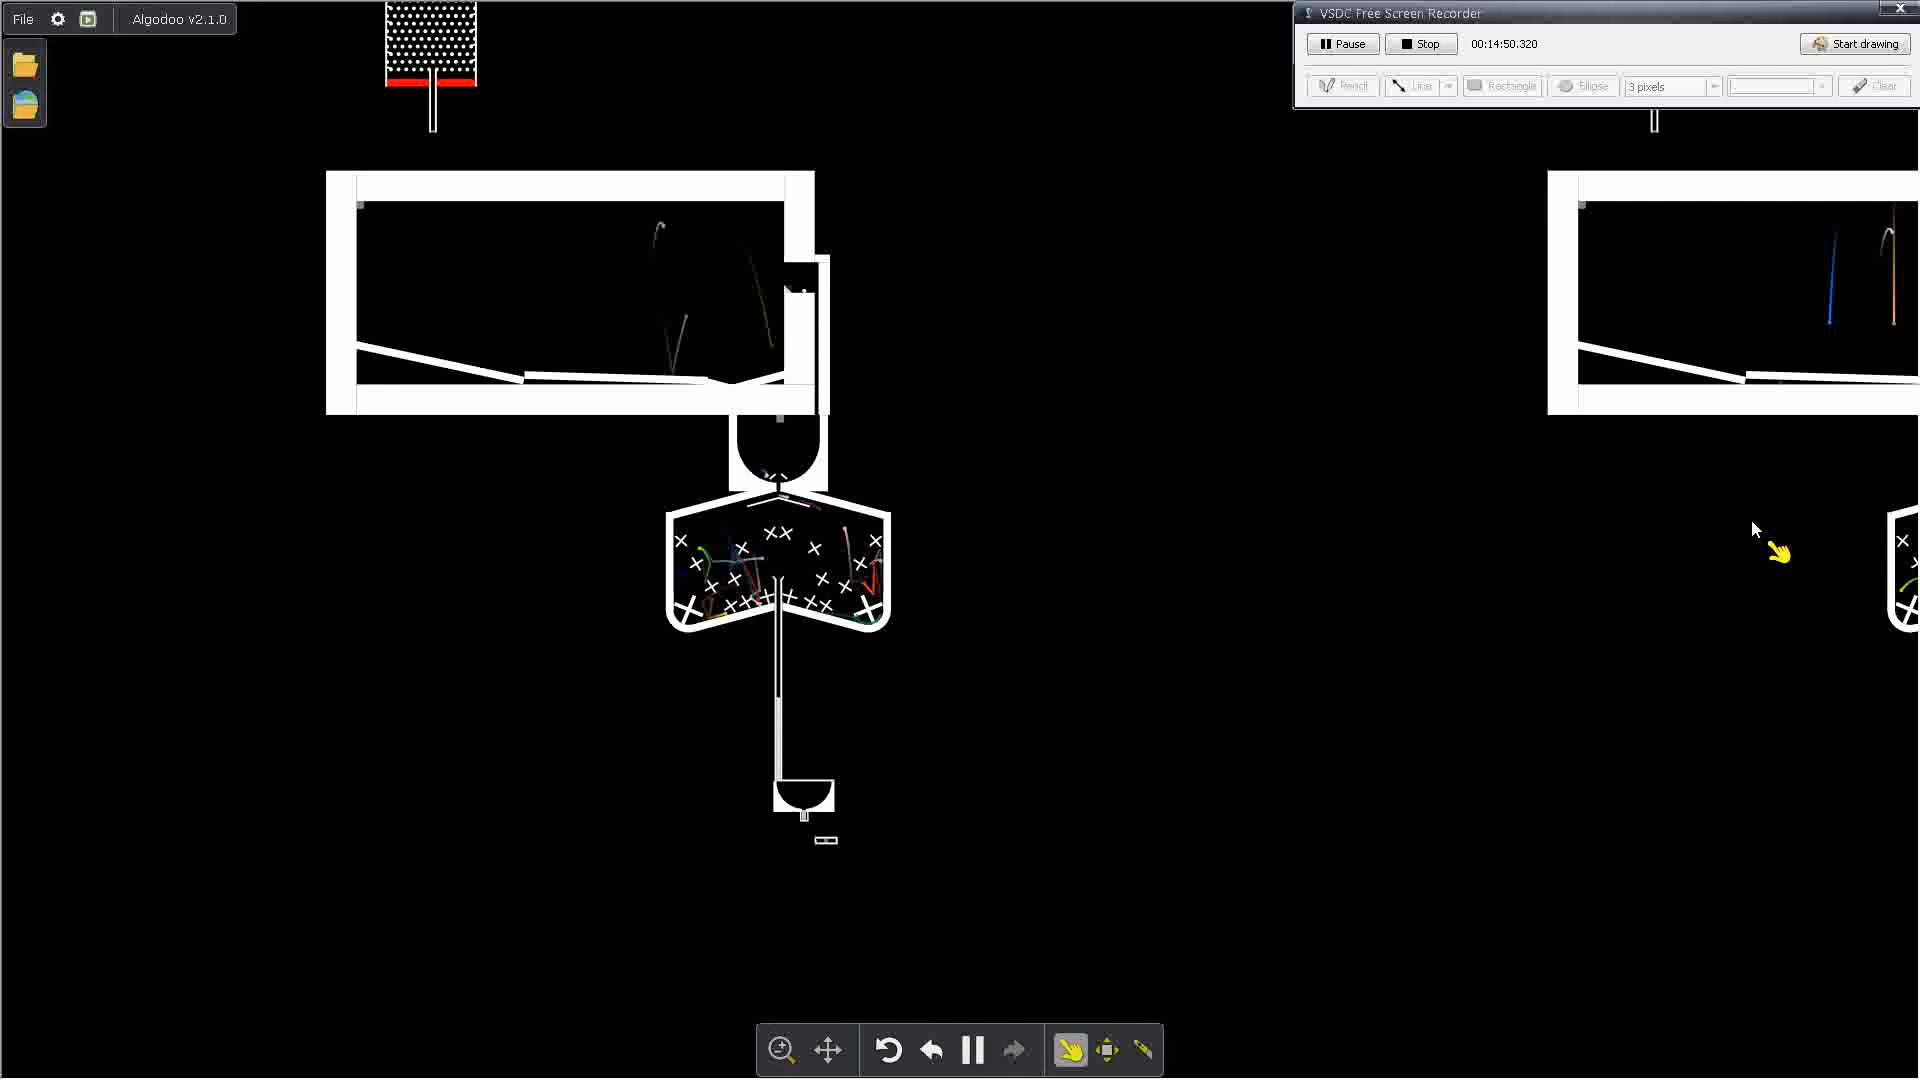 File Algodoo v2.1.0
VSDC Free Screen Recorder
Pause Stop 00:14:50.320 Start drawing
Pencil Line Rectangle Ellipse 3 pixels Clear